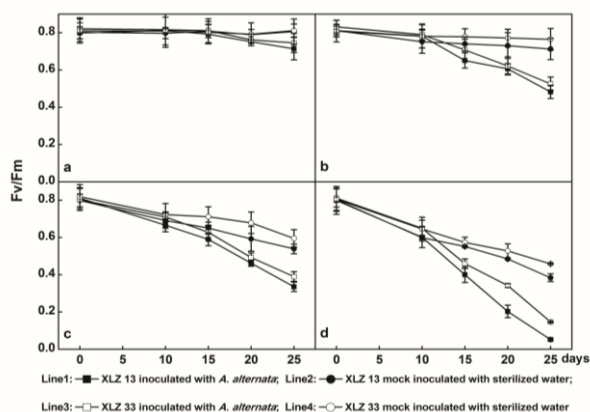 0.8
0.6
0.4
0.2
0.0
a
b
Fv/Fm
0.8
0.6
0.4
0.2
0.0
c
d
0 5 10 15 20 25 0 5 10 15 20 25 days
Line1: XLZ 13 inoculated with A. alternata; Line2: XLZ 13 mock inoculated with sterilized water;
Line3: XLZ 33 inoculated with A. alternata; Line4: XLZ 33 mock inoculated with sterilized water